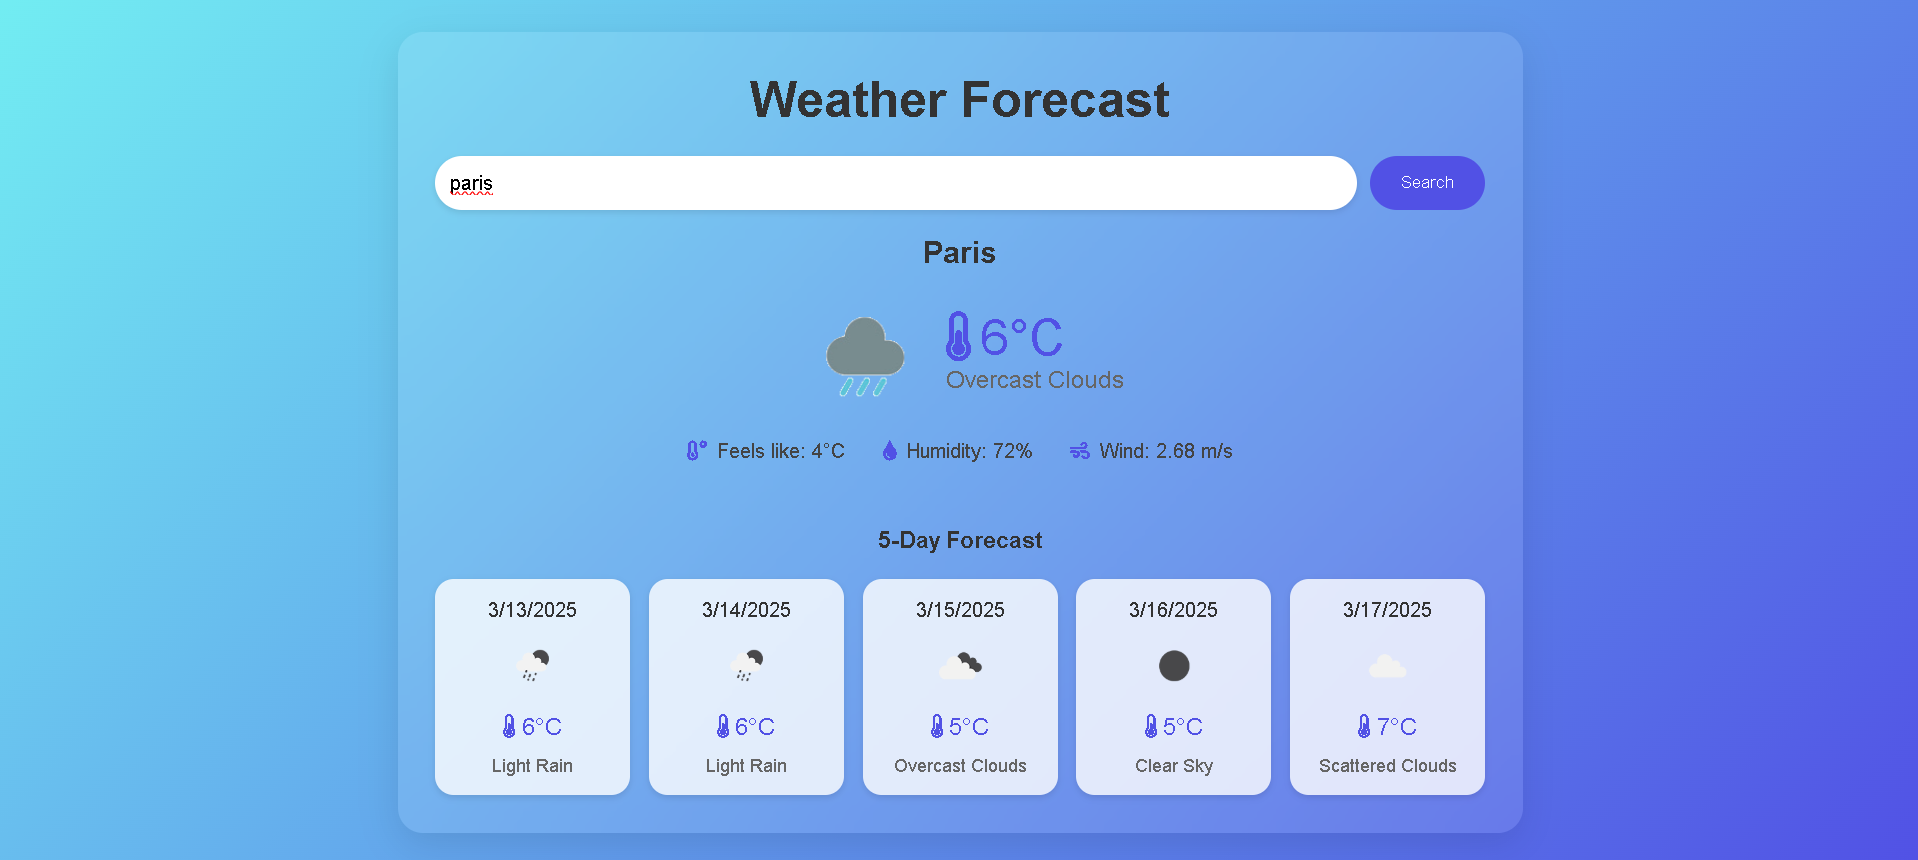 Weather Forecast
paris
Search
Paris
6°C
Overcast Clouds
Feels like: 4°C Humidity: 72% Wind: 2.68 m/s
5-Day Forecast
3/13/2025
6°C
Light Rain
3/14/2025
6°C
Light Rain
3/15/2025
5°C
Overcast Clouds
3/16/2025
5°C
Clear Sky
3/17/2025
7°C
Scattered Clouds